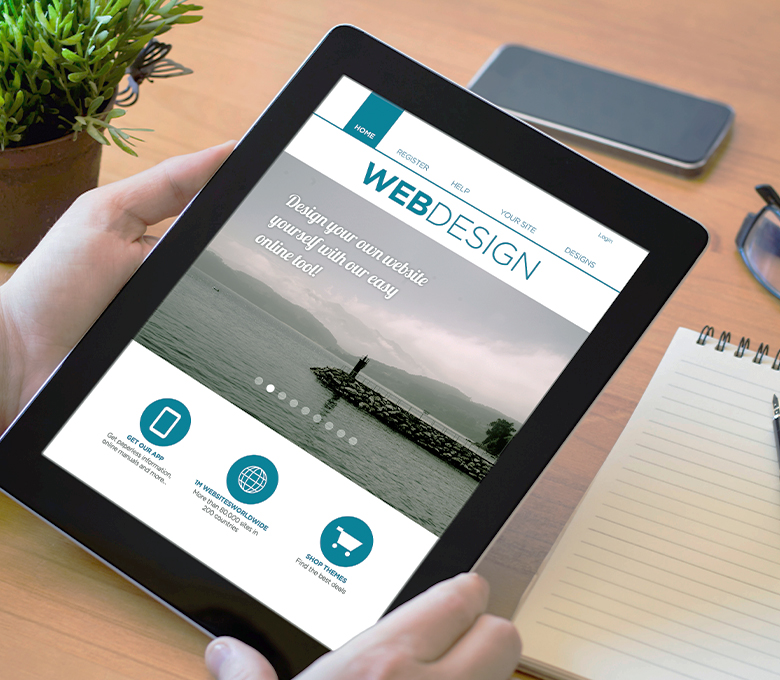 Login
HOME
REGISTER
HELP
YOUR SITE
DESIGNS
WEBDESIGN
Design your own website
yourself with our easy
online tool!
GET OUR APP
Get paperless information,
online manuals and more.
1M WEBSITESWORLDWIDE
More than 60,000 sites in
200 countries
SHOP THEMES
Find the best deals